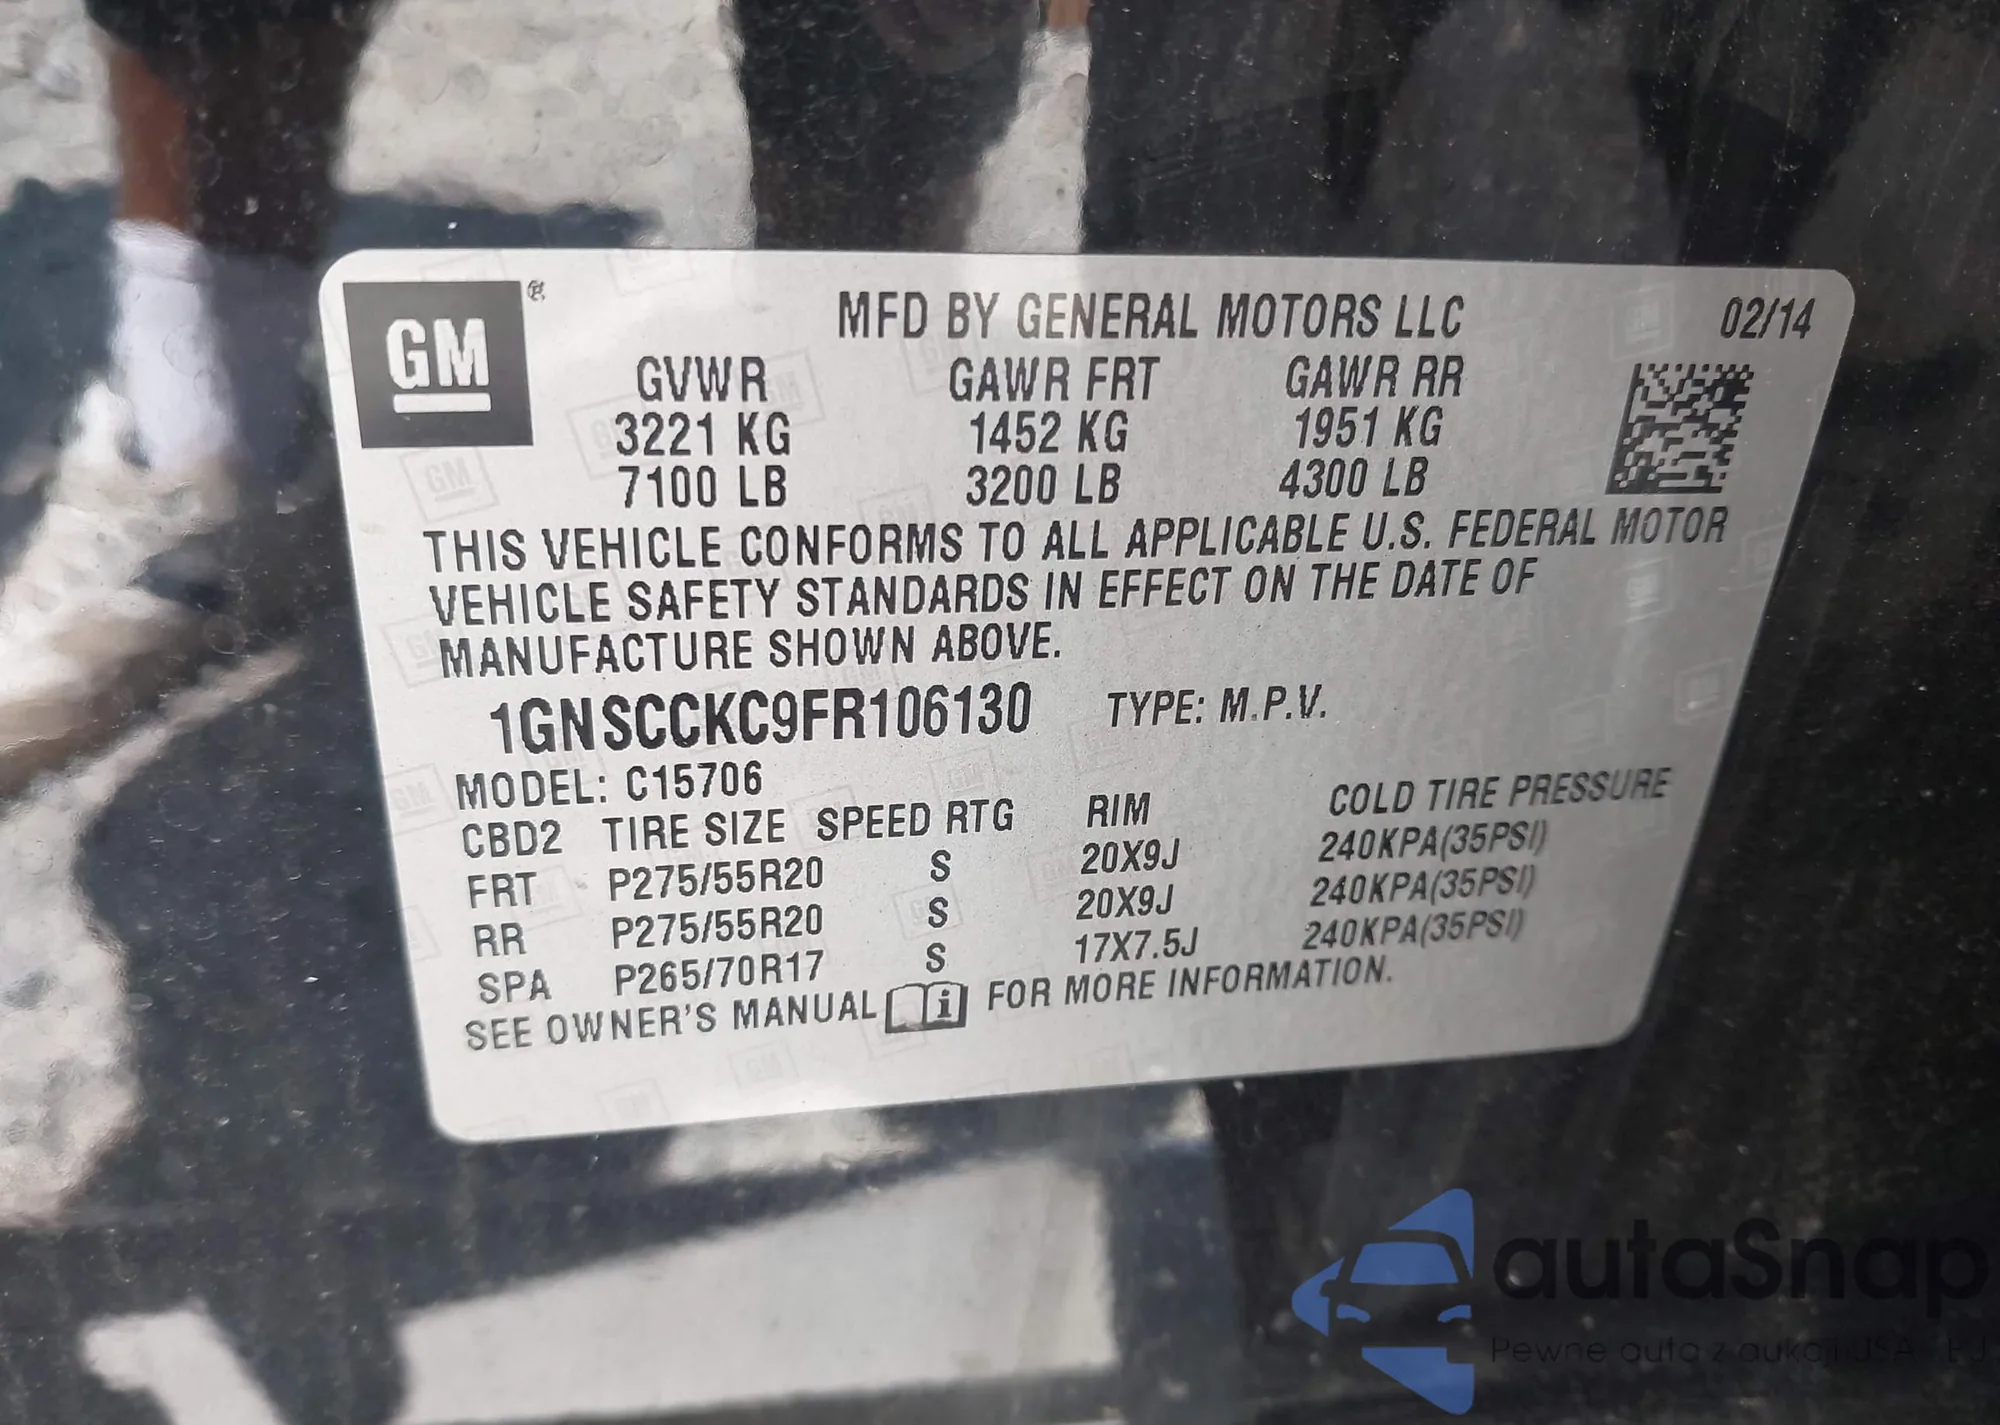 GM ®
MFD BY GENERAL MOTORS LLC 02/14
GVWR GAWR FRT GAWR RR
3221 KG 1452 KG 1951 KG
7100 LB 3200 LB 4300 LB
THIS VEHICLE CONFORMS TO ALL APPLICABLE U.S. FEDERAL MOTOR
VEHICLE SAFETY STANDARDS IN EFFECT ON THE DATE OF
MANUFACTURE SHOWN ABOVE.
1GNSCCKC9FR106130 TYPE: M.P.V.
MODEL: C15706
CBD2 TIRE SIZE SPEED RTG RIM COLD TIRE PRESSURE
FRT P275/55R20 S 20X9J 240KPA(35PSI)
RR P275/55R20 S 20X9J 240KPA(35PSI)
SPA P265/70R17 S 17X7.5J 240KPA(35PSI)
SEE OWNER'S MANUAL i FOR MORE INFORMATION.
autaSnap
Pewne auta z aukcji USA